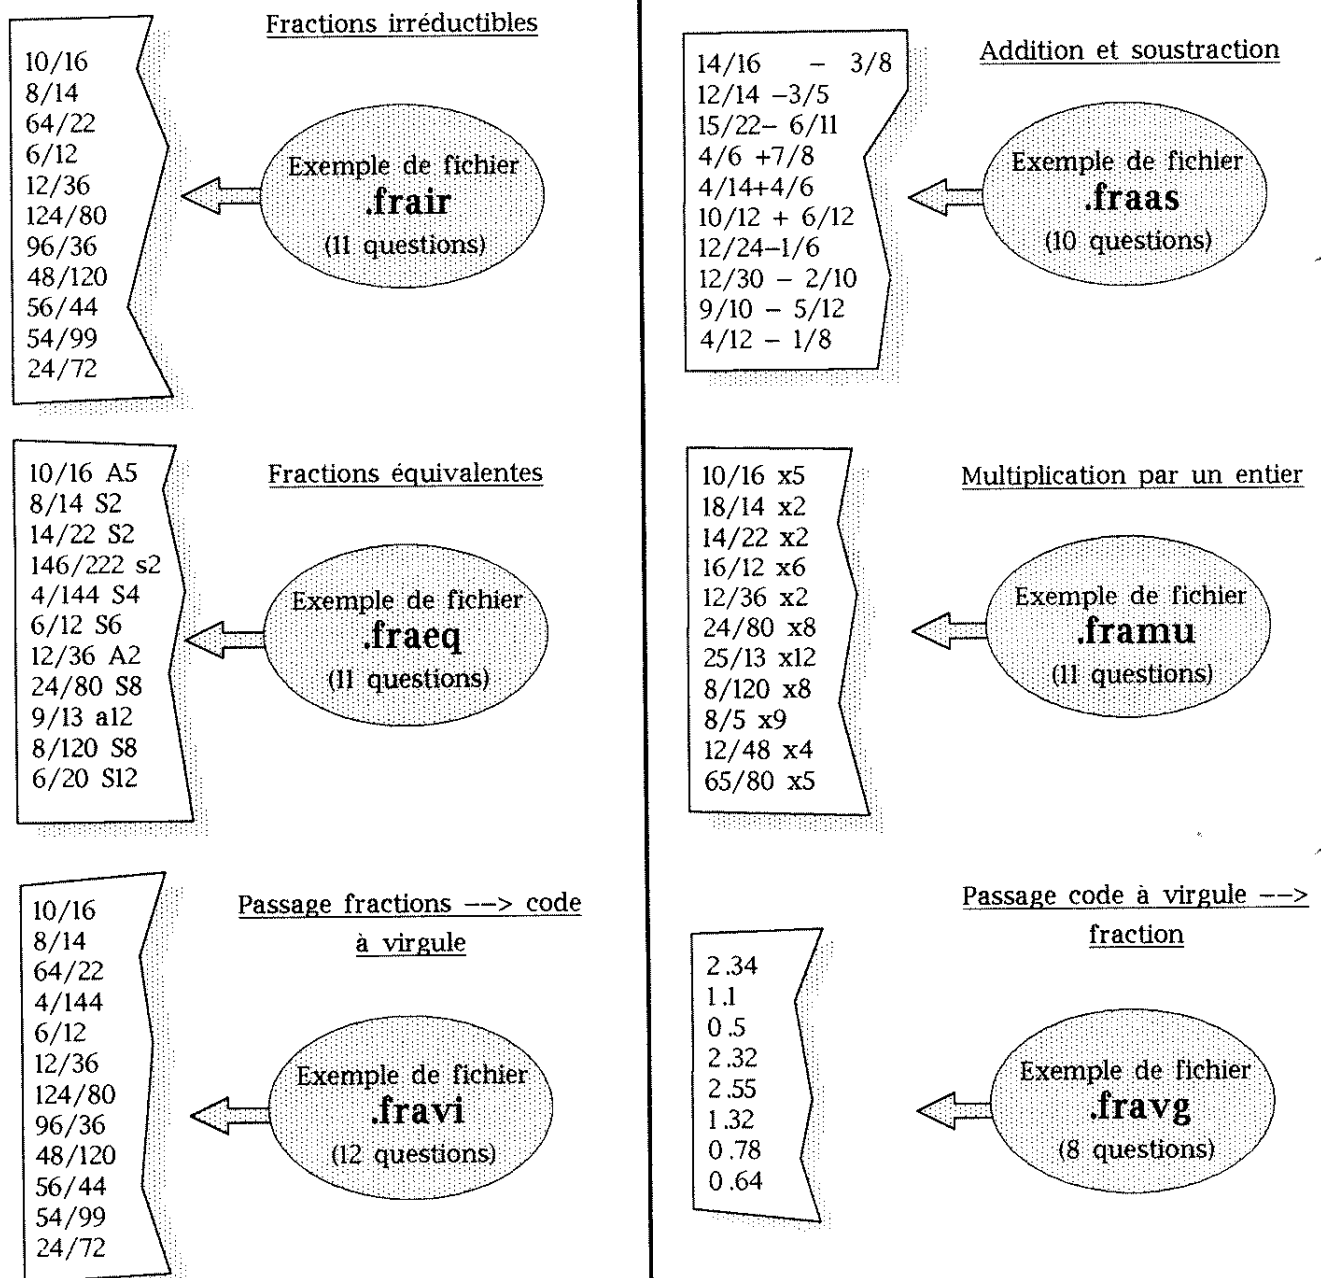 Fractions irréductibles
10/16
8/14
64/22
6/12
12/36
124/80
96/36
48/120
56/44
54/99
24/72
Exemple de fichier
.frair
(11 questions)
10/16 A5
8/14 S2
14/22 S2
146/222 s2
4/144 S4
6/12 S6
12/36 A2
24/80 S8
9/13 a12
8/120 S8
6/20 S12
Fractions équivalentes
Exemple de fichier
.fraeq
(11 questions)
10/16
8/14
64/22
4/144
6/12
12/36
124/80
96/36
48/120
56/44
54/99
24/72
Passage fractions --> code
à virgule
Exemple de fichier
.fravi
(12 questions)
Addition et soustraction
14/16 - 3/8
12/14 -3/5
15/22- 6/11
4/6 +7/8
4/14+4/6
10/12 + 6/12
12/24-1/6
12/30 - 2/10
9/10 - 5/12
4/12 - 1/8
Exemple de fichier
.fraas
(10 questions)
10/16 x5
18/14 x2
14/22 x2
16/12 x6
12/36 x2
24/80 x8
25/13 x12
8/120 x8
8/5 x9
12/48 x4
65/80 x5
Multiplication par un entier
Exemple de fichier
.framu
(11 questions)
Passage code à virgule -->
fraction
2.34
1.1
0.5
2.32
2.55
1.32
0.78
0.64
Exemple de fichier
.fravg
(8 questions)